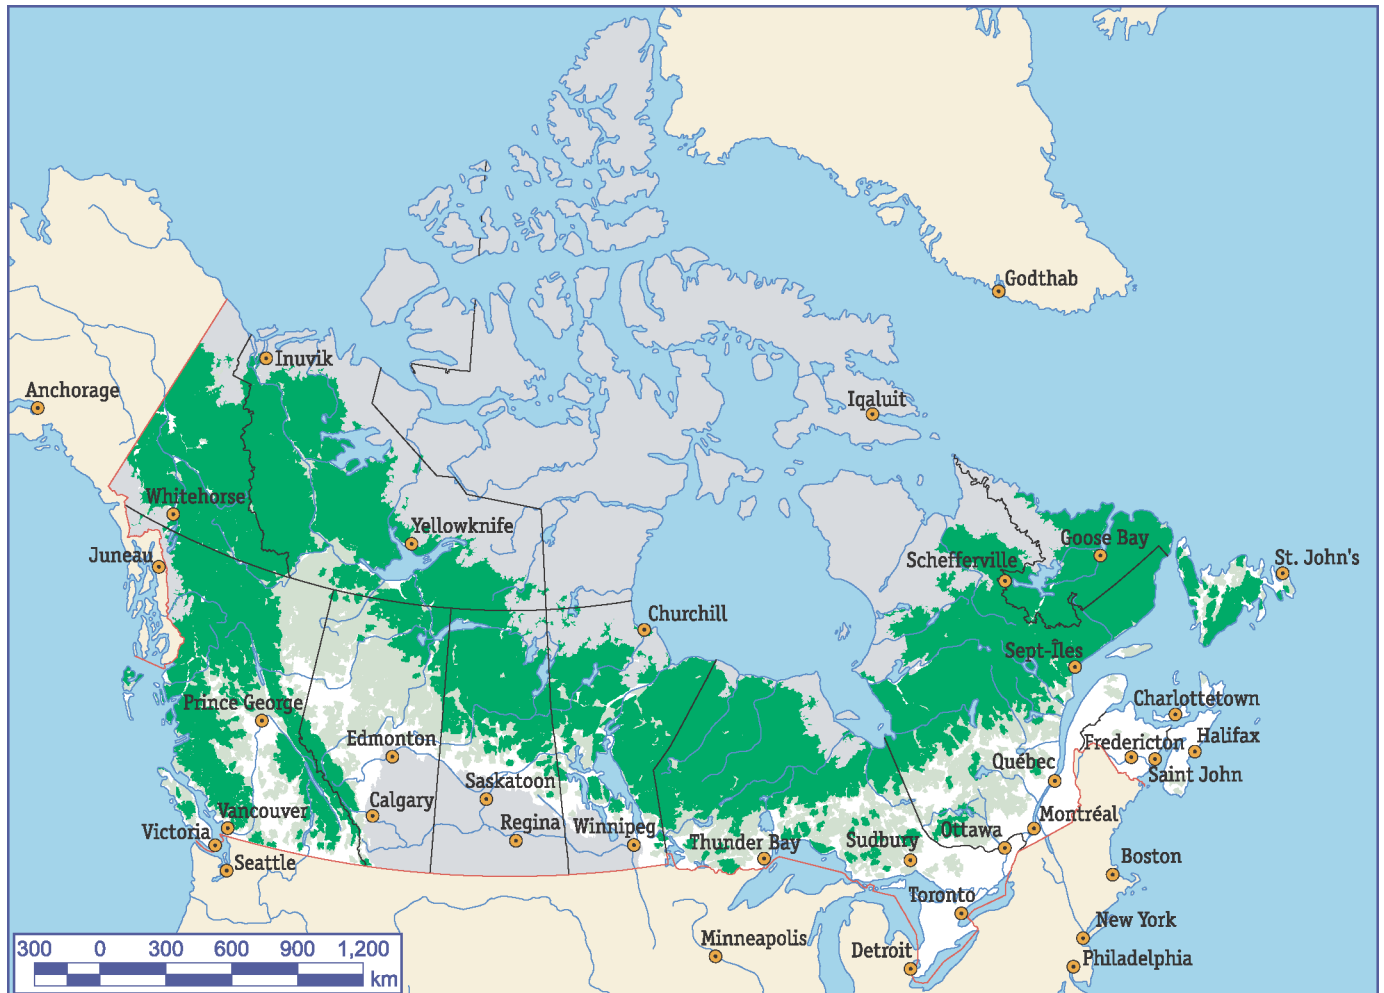 Godthab
Inuvik
Anchorage
Iqaluit
Whitehorse
Yellowknife
Goose Bay
Juneau
Schefferville
St. John's
Churchill
Sept-Îles
Prince George
Charlottetown
Edmonton
Fredericton
Halifax
Québec
Saint John
Saskatoon
Calgary
Vancouver
Regina
Winnipeg
Montréal
Victoria
Thunder Bay
Sudbury
Ottawa
Seattle
Boston
Toronto
New York
Minneapolis
Detroit
Philadelphia
300 0 300 600 900 1,200
km